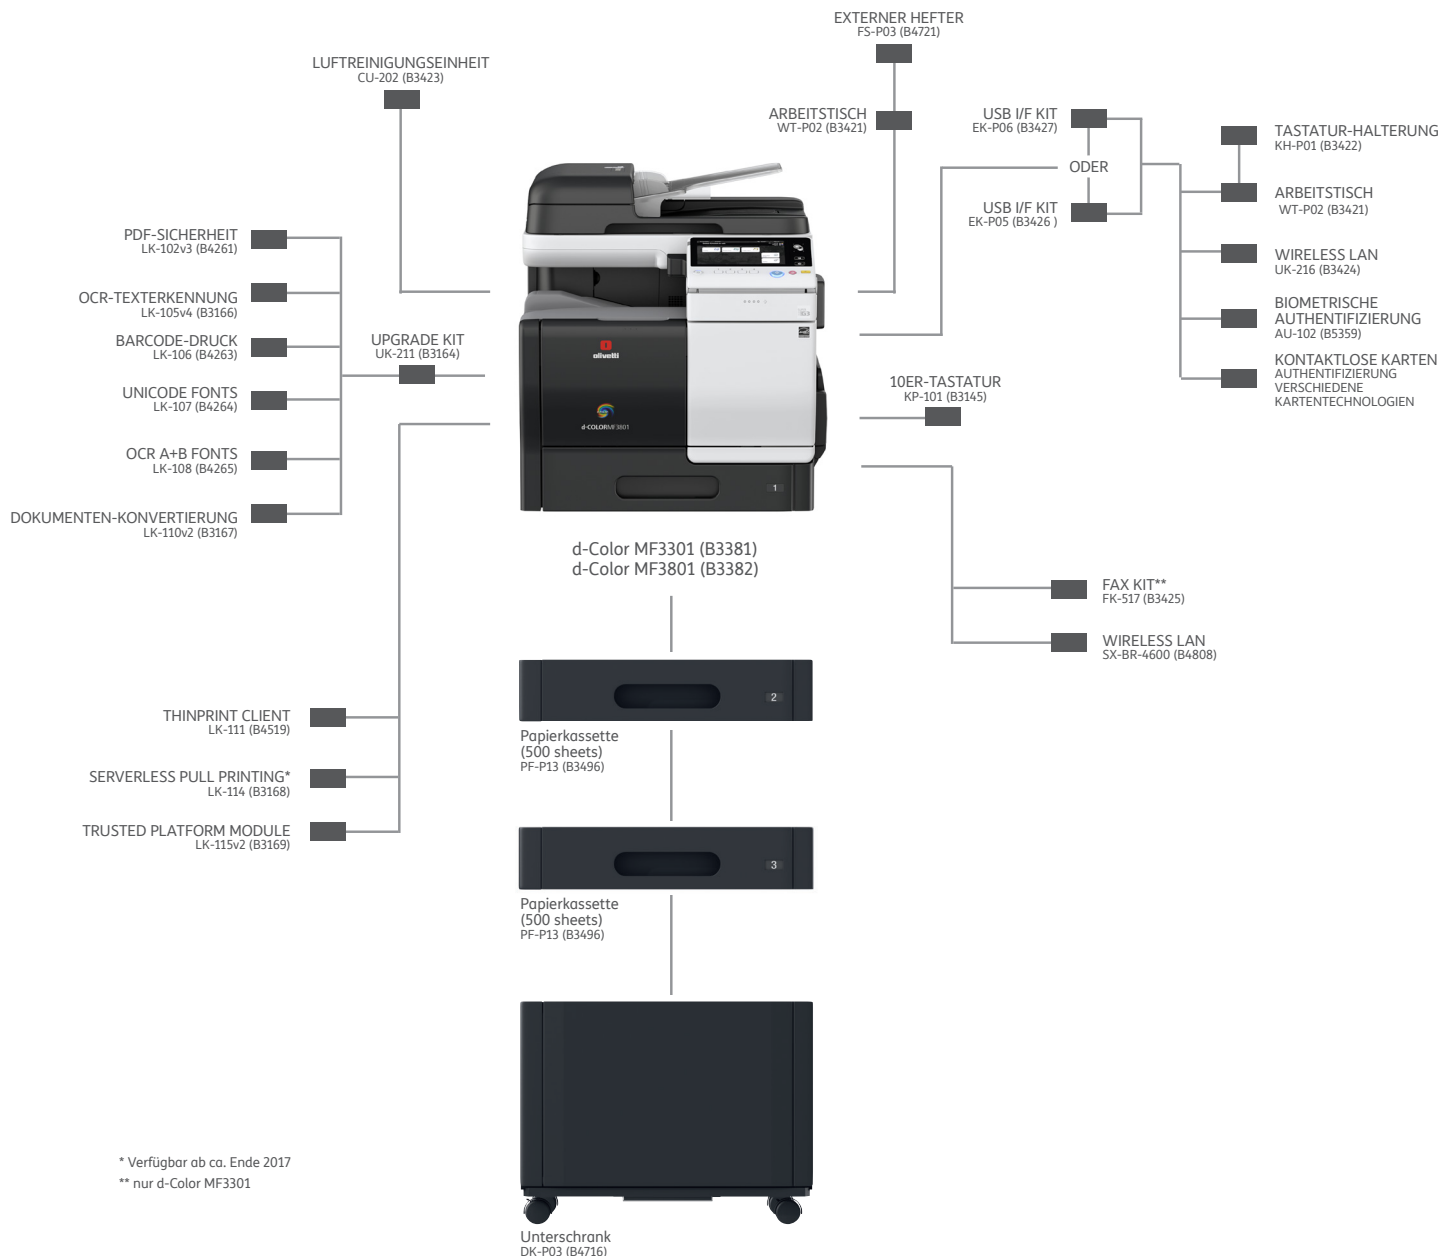 EXTERNER HEFTER
FS-P03 (B4721)
LUFTREINIGUNGSEINHEIT
CU-202 (B3423)
ARBEITSTISCH
WT-P02 (B3421)
USB I/F KIT
EK-P06 (B3427)
ODER
USB I/F KIT
EK-P05 (B3426 )
TASTATUR-HALTERUNG
KH-P01 (B3422)
ARBEITSTISCH
WT-P02 (B3421)
WIRELESS LAN
UK-216 (B3424)
BIOMETRISCHE
AUTHENTIFIZIERUNG
AU-102 (B5359)
KONTAKTLOSE KARTEN
AUTHENTIFIZIERUNG
VERSCHIEDENE
KARTENTECHNOLOGIEN
PDF-SICHERHEIT
LK-102v3 (B4261)
OCR-TEXTERKENNUNG
LK-105v4 (B3166)
BARCODE-DRUCK
LK-106 (B4263)
UNICODE FONTS
LK-107 (B4264)
OCR A+B FONTS
LK-108 (B4265)
DOKUMENTEN-KONVERTIERUNG
LK-110v2 (B3167)
UPGRADE KIT
UK-211 (B3164)
olivetti
d-COLORMF3801
1
10ER-TASTATUR
KP-101 (B3145)
d-Color MF3301 (B3381)
d-Color MF3801 (B3382)
FAX KIT**
FK-517 (B3425)
WIRELESS LAN
SX-BR-4600 (B4808)
THINPRINT CLIENT
LK-111 (B4519)
SERVERLESS PULL PRINTING*
LK-114 (B3168)
TRUSTED PLATFORM MODULE
LK-115v2 (B3169)
2
Papierkassette
(500 sheets)
PF-P13 (B3496)
3
Papierkassette
(500 sheets)
PF-P13 (B3496)
* Verfügbar ab ca. Ende 2017
** nur d-Color MF3301
Unterschrank
DK-P03 (B4716)